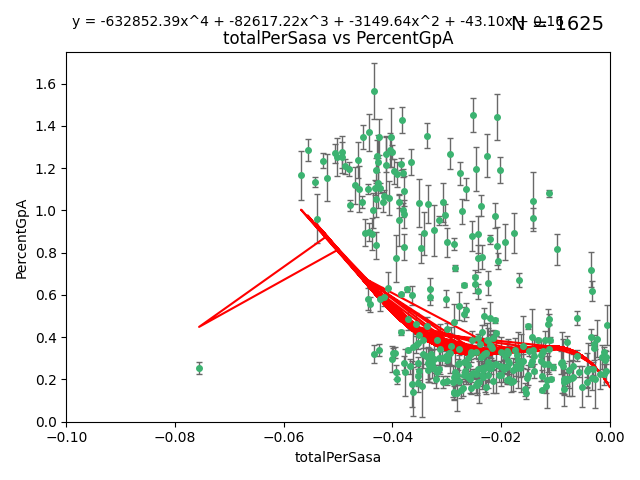 y = -632852.39x^4 + -82617.22x^3 + -3149.64x^2 + -43.10x + 0.16
N = 1625
totalPerSasa vs PercentGpA
PercentGpA
1.6
1.4
1.2
1.0
0.8
0.6
0.4
0.2
0.0
−0.10 −0.08 −0.06 −0.04 −0.02 0.00
totalPerSasa